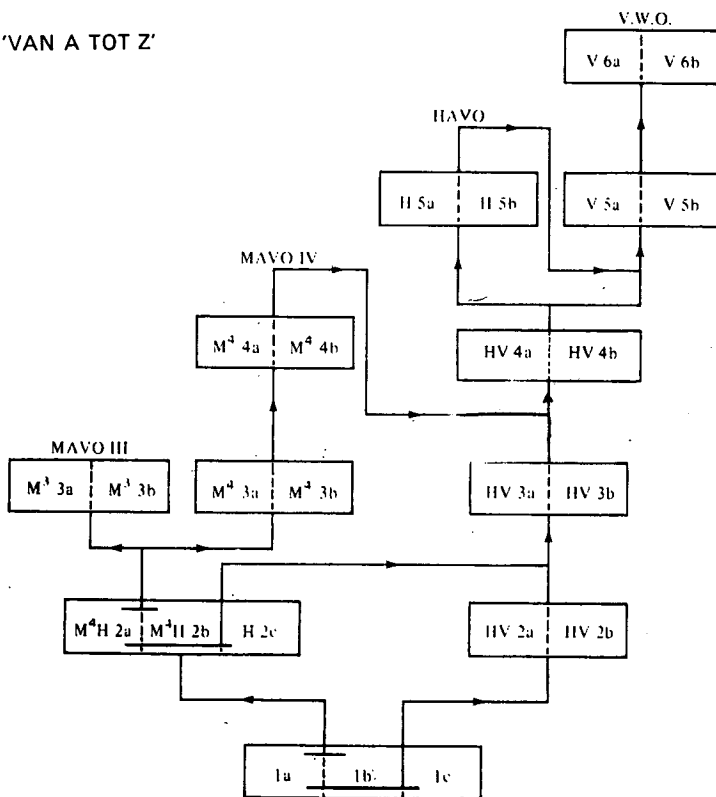 V.W.O.
'VAN A TOT Z'
V 6a V 6b
HAVO
H 5a H 5b V 5a V 5b
MAVO IV
M⁴ 4a M⁴ 4b HV 4a HV 4b
MAVO III
M³ 3a M³ 3b M⁴ 3a M⁴ 3b HV 3a HV 3b
M⁴H 2a M⁴H 2b H 2c HV 2a HV 2b
1a 1b 1c